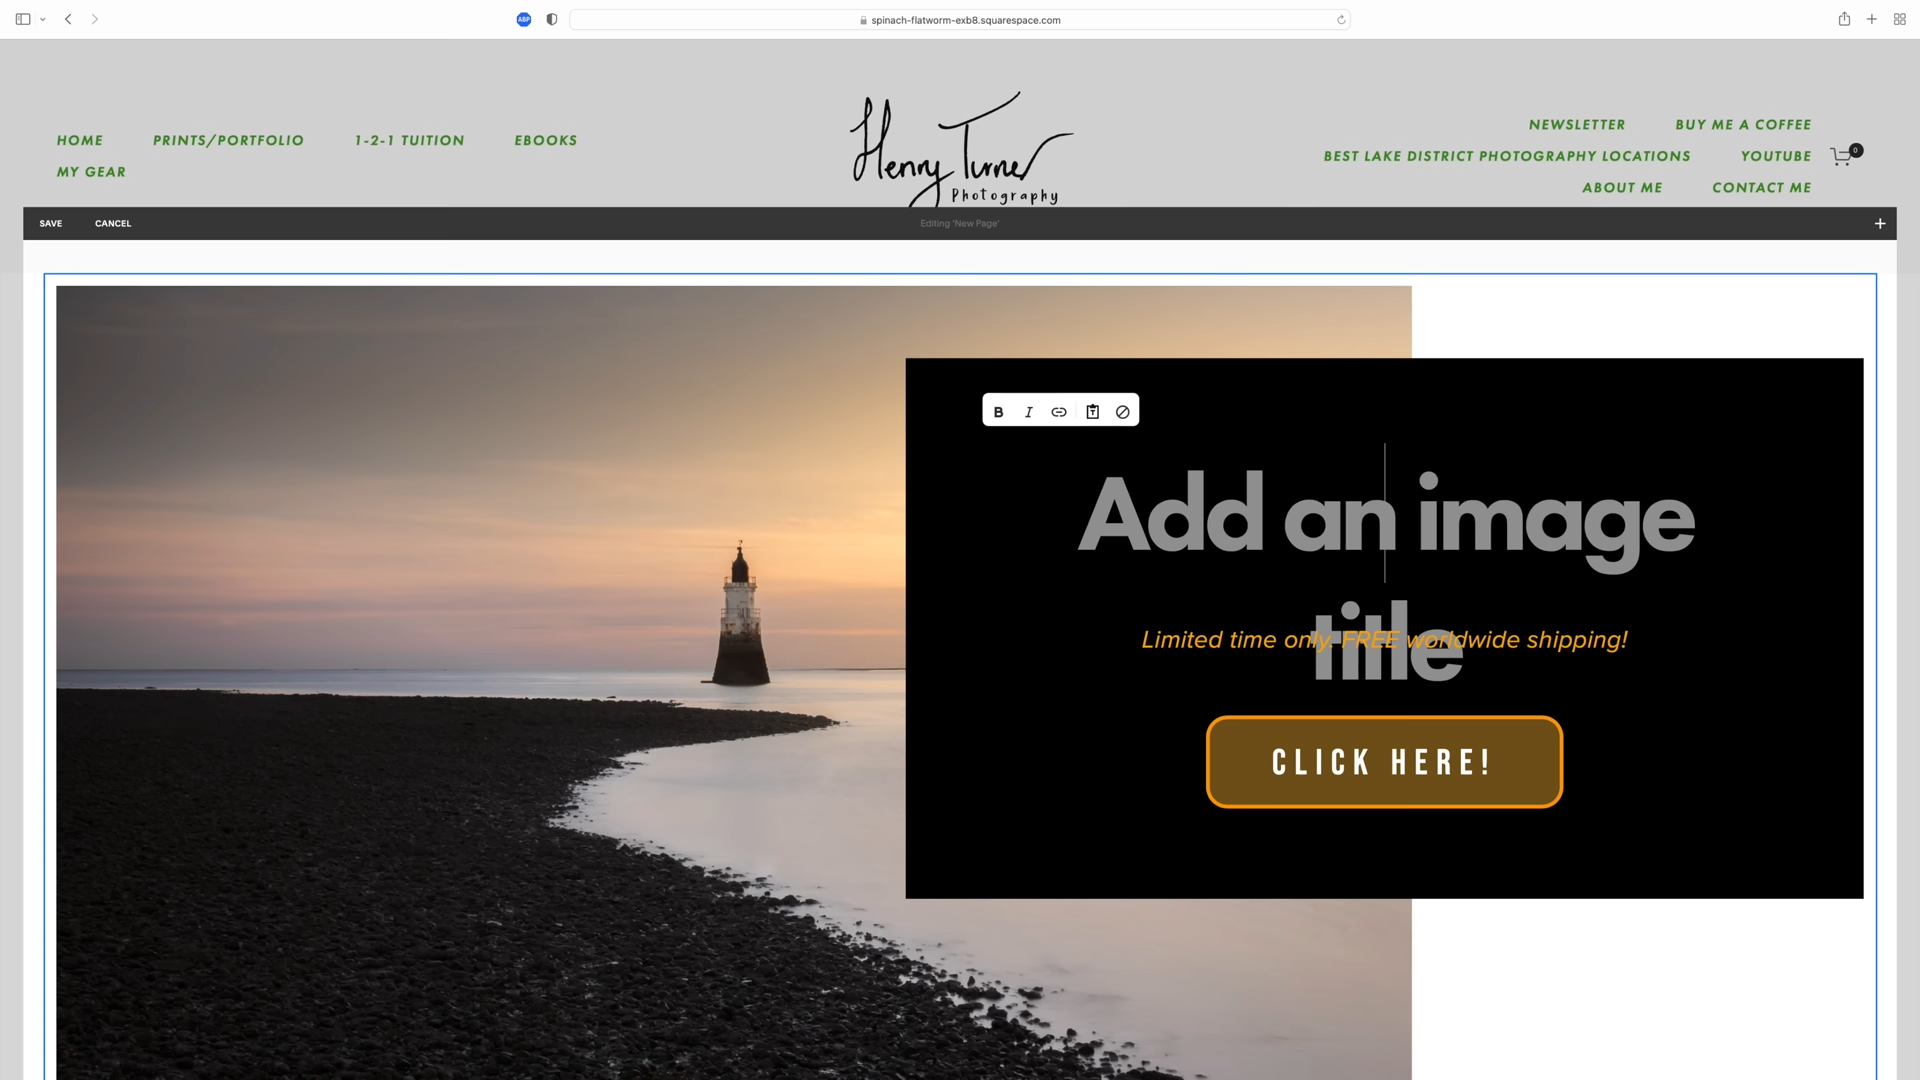 ABP
spinach-flatworm-exb8.squarespace.com
HOME PRINTS/PORTFOLIO 1-2-1 TUITION EBOOKS
MY GEAR
Henry Turner
Photography
NEWSLETTER BUY ME A COFFEE
BEST LAKE DISTRICT PHOTOGRAPHY LOCATIONS YOUTUBE
0
ABOUT ME CONTACT ME
SAVE CANCEL Editing 'New Page'
B I
Add an image
title
Limited time only. FREE worldwide shipping!
CLICK HERE!